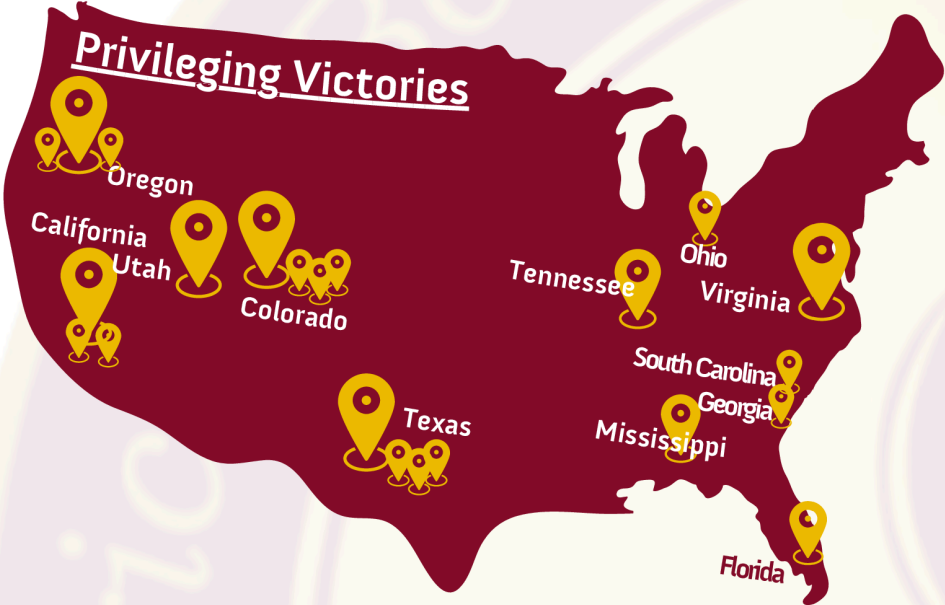 Privileging Victories
Oregon
California
Utah
Colorado
Ohio
Tennessee
Virginia
South Carolina
Georgia
Texas
Mississippi
Florida